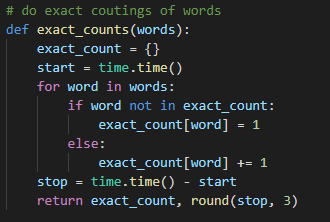 # do exact coutings of words
def exact_counts(words):
    exact_count = {}
    start = time.time()
    for word in words:
        if word not in exact_count:
            exact_count[word] = 1
        else:
            exact_count[word] += 1
    stop = time.time() - start
    return exact_count, round(stop, 3)